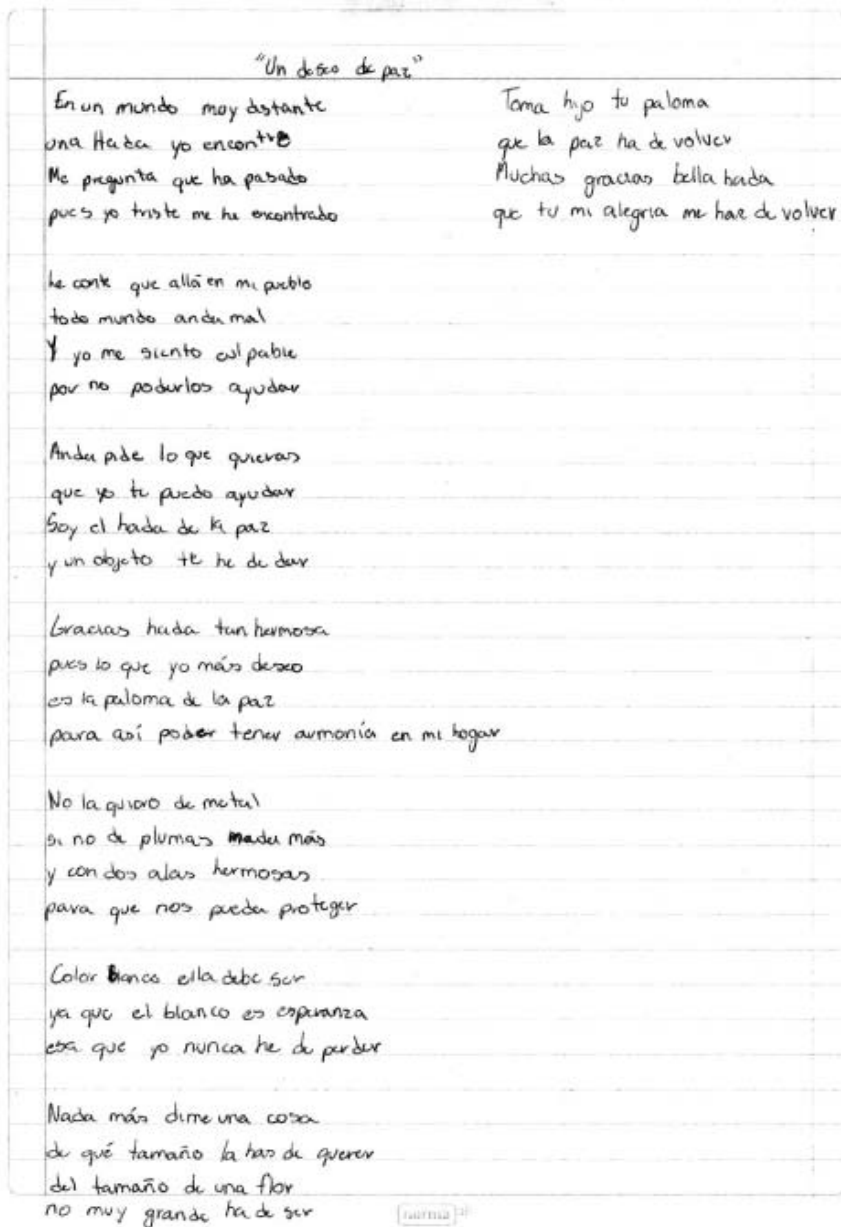 "Un deseo de paz"
En un mundo muy distante
una Hada yo encontré
Me pregunta que ha pasado
pues yo triste me he encontrado
Le conte que allá en mi pueblo
todo mundo anda mal
Y yo me siento culpable
por no poderlos ayudar
Anda pide lo que quieras
que yo te puedo ayudar
Soy el hada de la paz
y un objeto te he de dar
Gracias hada tan hermosa
pues lo que yo más deseo
es la paloma de la paz
para así poder tener armonía en mi hogar
No la quiero de metal
si no de plumas nada más
y con dos alas hermosas
para que nos pueda proteger
Color blanco ella debe ser
ya que el blanco es esperanza
esa que yo nunca he de perder
Nada más dime una cosa
de qué tamaño la has de querer
del tamaño de una flor
no muy grande ha de ser
Toma hijo tu paloma
que la paz ha de volver
Muchas gracias bella hada
que tu mi alegria me haz de volver
norma